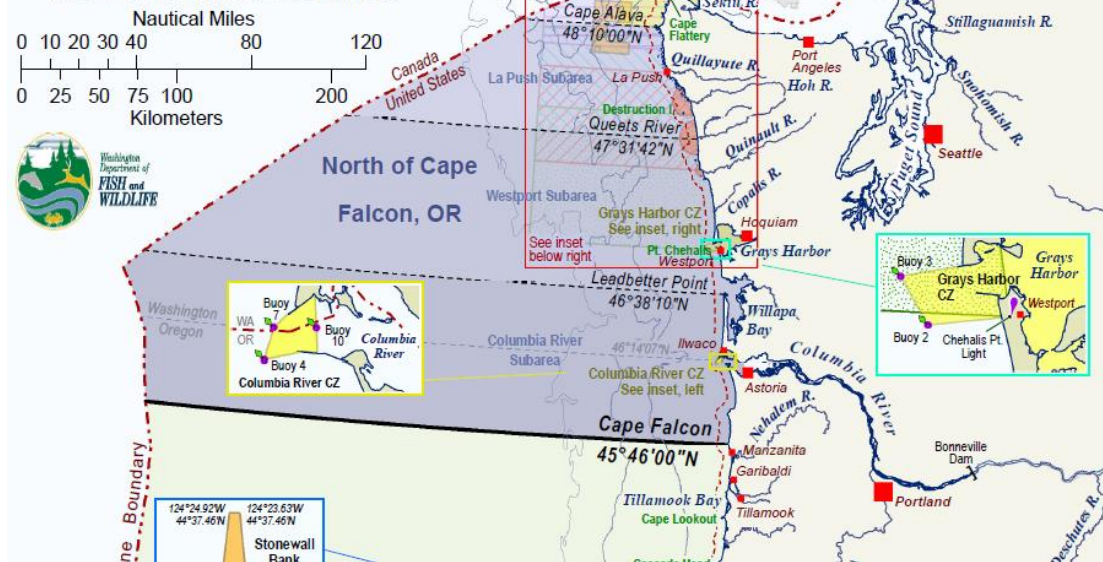 Nautical Miles
0 10 20 30 40 80 120
0 25 50 75 100 200
Kilometers
Washington
Department of
FISH and
WILDLIFE
Canada
United States
Cape Alava
48°10'00"N
Cape
Flattery
Sekiu R.
La Push Subarea
La Push
Quillayute R.
Port
Angeles
Hoh R.
Stillaguamish R.
Snohomish R.
Puget Sound
Seattle
Destruction I.
Queets River
47°31'42"N
Quinault R.
North of Cape
Falcon, OR
Westport Subarea
Copalis R.
Grays Harbor CZ
See inset, right
Hoquiam
Pt. Chehalis
Grays Harbor
Westport
See inset
below right
Leadbetter Point
46°38'10"N
Willapa
Bay
Buoy 3
Grays Harbor
CZ
Grays
Harbor
Westport
Buoy 2
Chehalis Pt.
Light
Washington
Oregon
Buoy
7
WA
OR
Buoy
10
Columbia
River
Buoy 4
Columbia River CZ
Columbia River
Subarea
46°14'07"N
Ilwaco
Columbia River CZ
See inset, left
Astoria
Columbia
River
Nehalem R.
Cape Falcon
45°46'00"N
Manzanita
Garibaldi
Tillamook Bay
Tillamook
Cape Lookout
Bonneville
Dam
Portland
Deschutes R.
Boundary
124°24.92'W 124°23.63'W
44°37.46'N 44°37.46'N
Stonewall
Bank